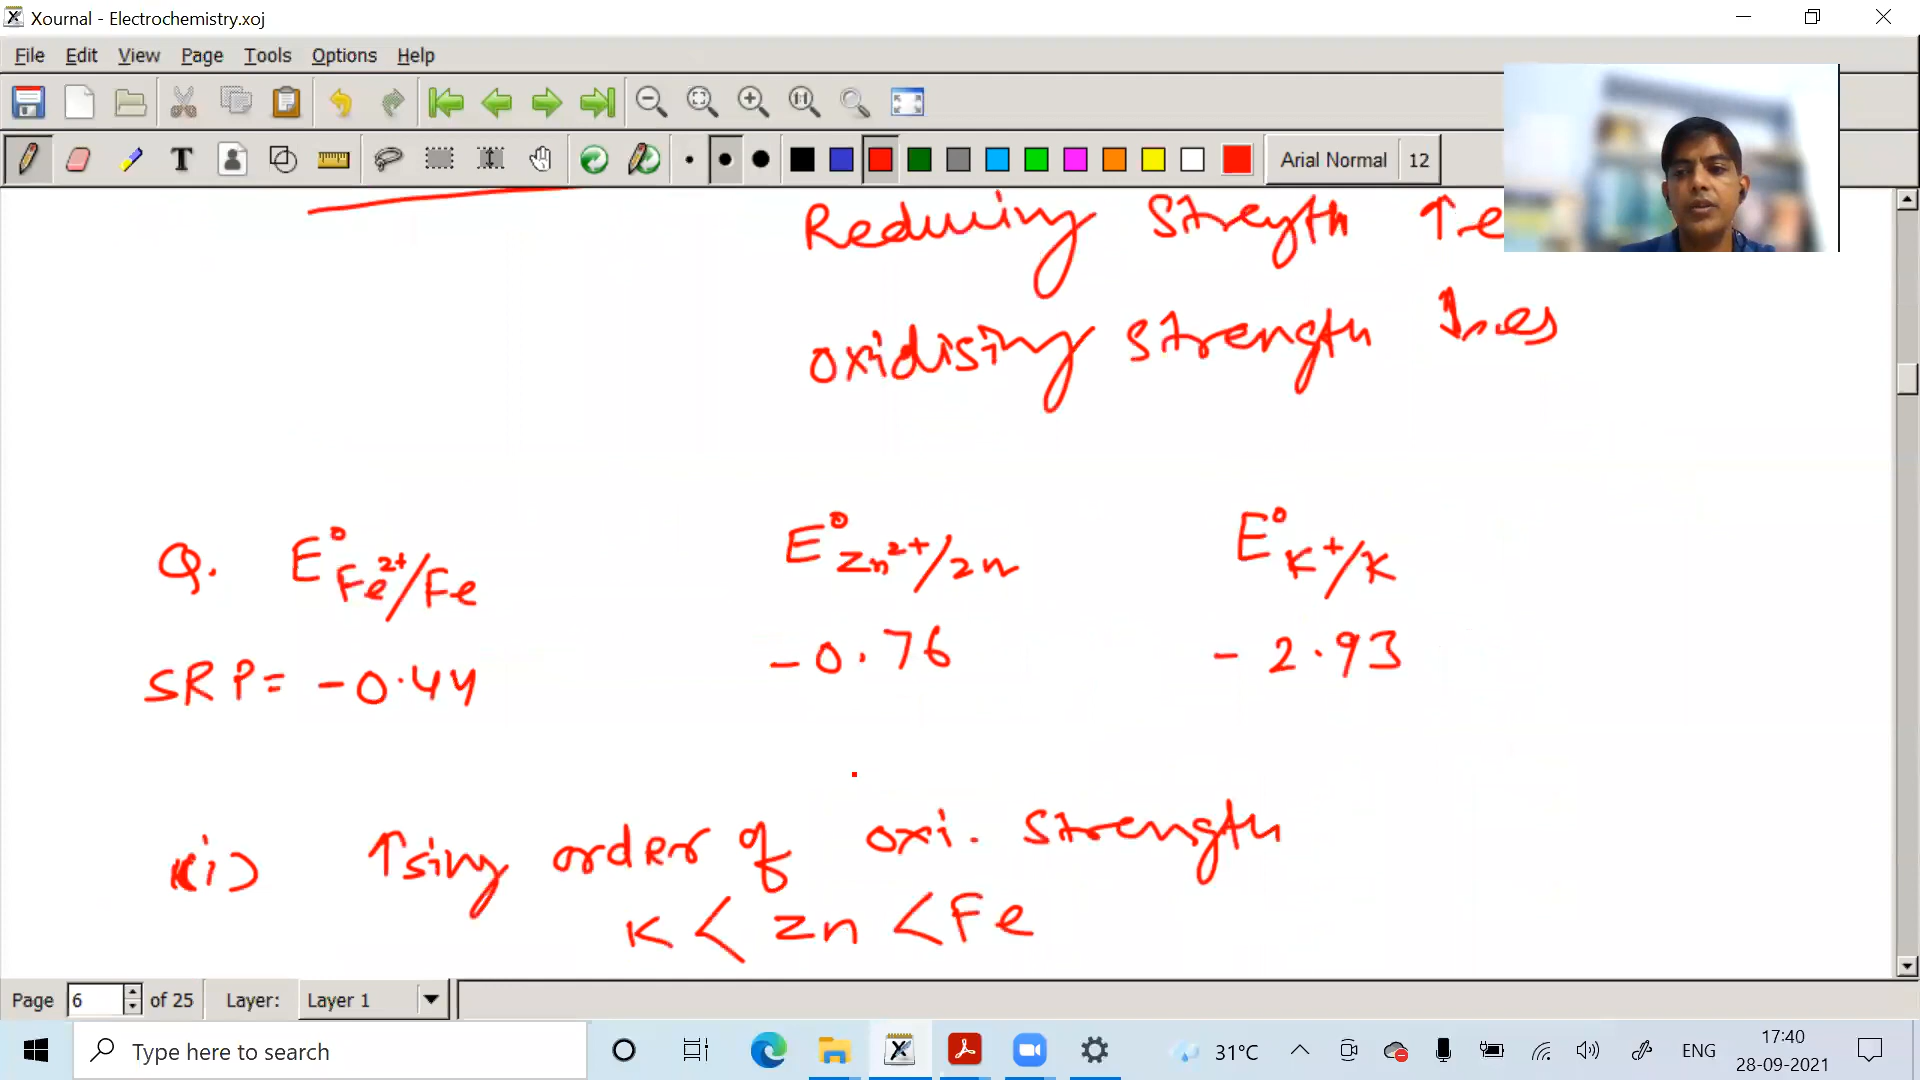 Xournal - Electrochemistry.xoj
File Edit View Page Tools Options Help
Arial Normal 12
Reducing Strength ↑e
oxidising strength ↓es
Q. E° Fe²⁺/Fe E° Zn²⁺/Zn E° K⁺/K
SRP = -0.44 -0.76 -2.93
(i) ↑sing order of oxi. strength
K < Zn < Fe
Page 6 of 25 Layer: Layer 1
Type here to search
31°C ENG 17:40
28-09-2021